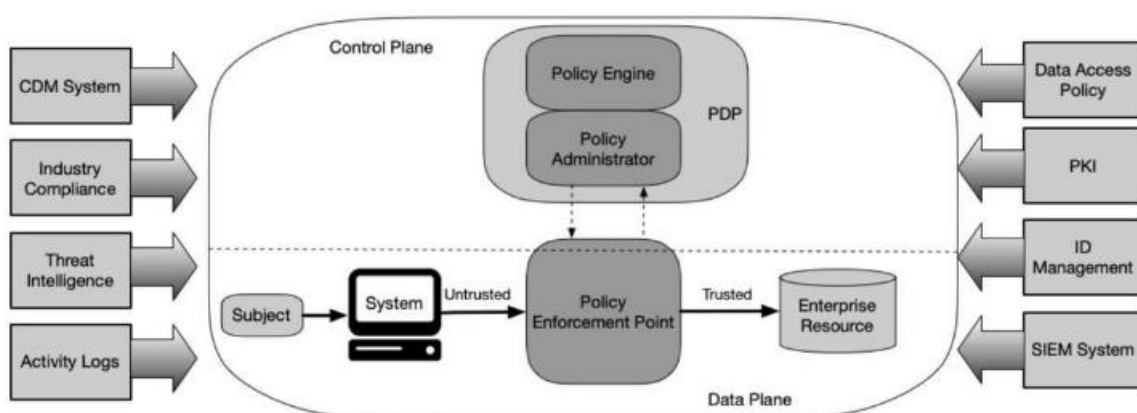 CDM System
Industry
Compliance
Threat
Intelligence
Activity Logs
Control Plane
Policy Engine
PDP
Policy
Administrator
Subject
System
Untrusted
Policy
Enforcement Point
Trusted
Enterprise
Resource
Data Plane
Data Access
Policy
PKI
ID
Management
SIEM System